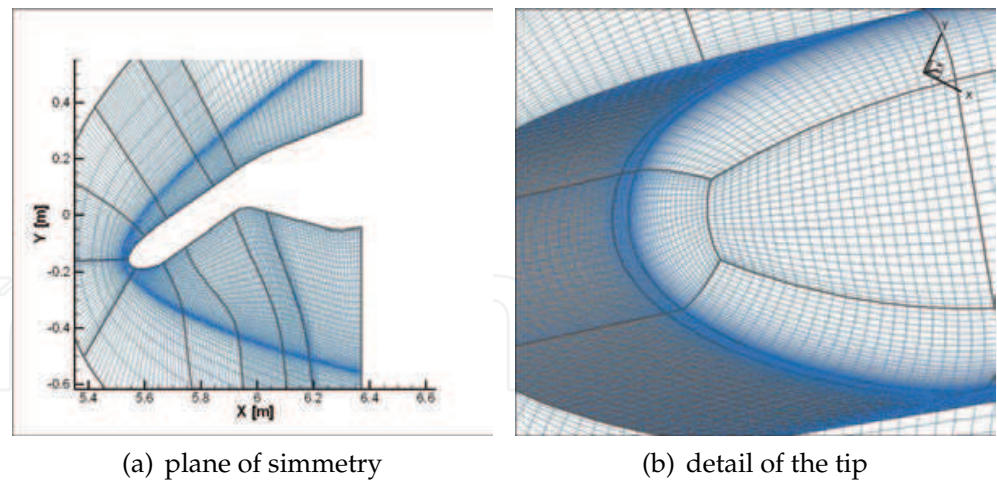 0.4
0.2
0
-0.2
-0.4
-0.6
Y [m]
5.4 5.6 5.8 6 6.2 6.4 6.6
X [m]
Y
X
(a) plane of simmetry
(b) detail of the tip